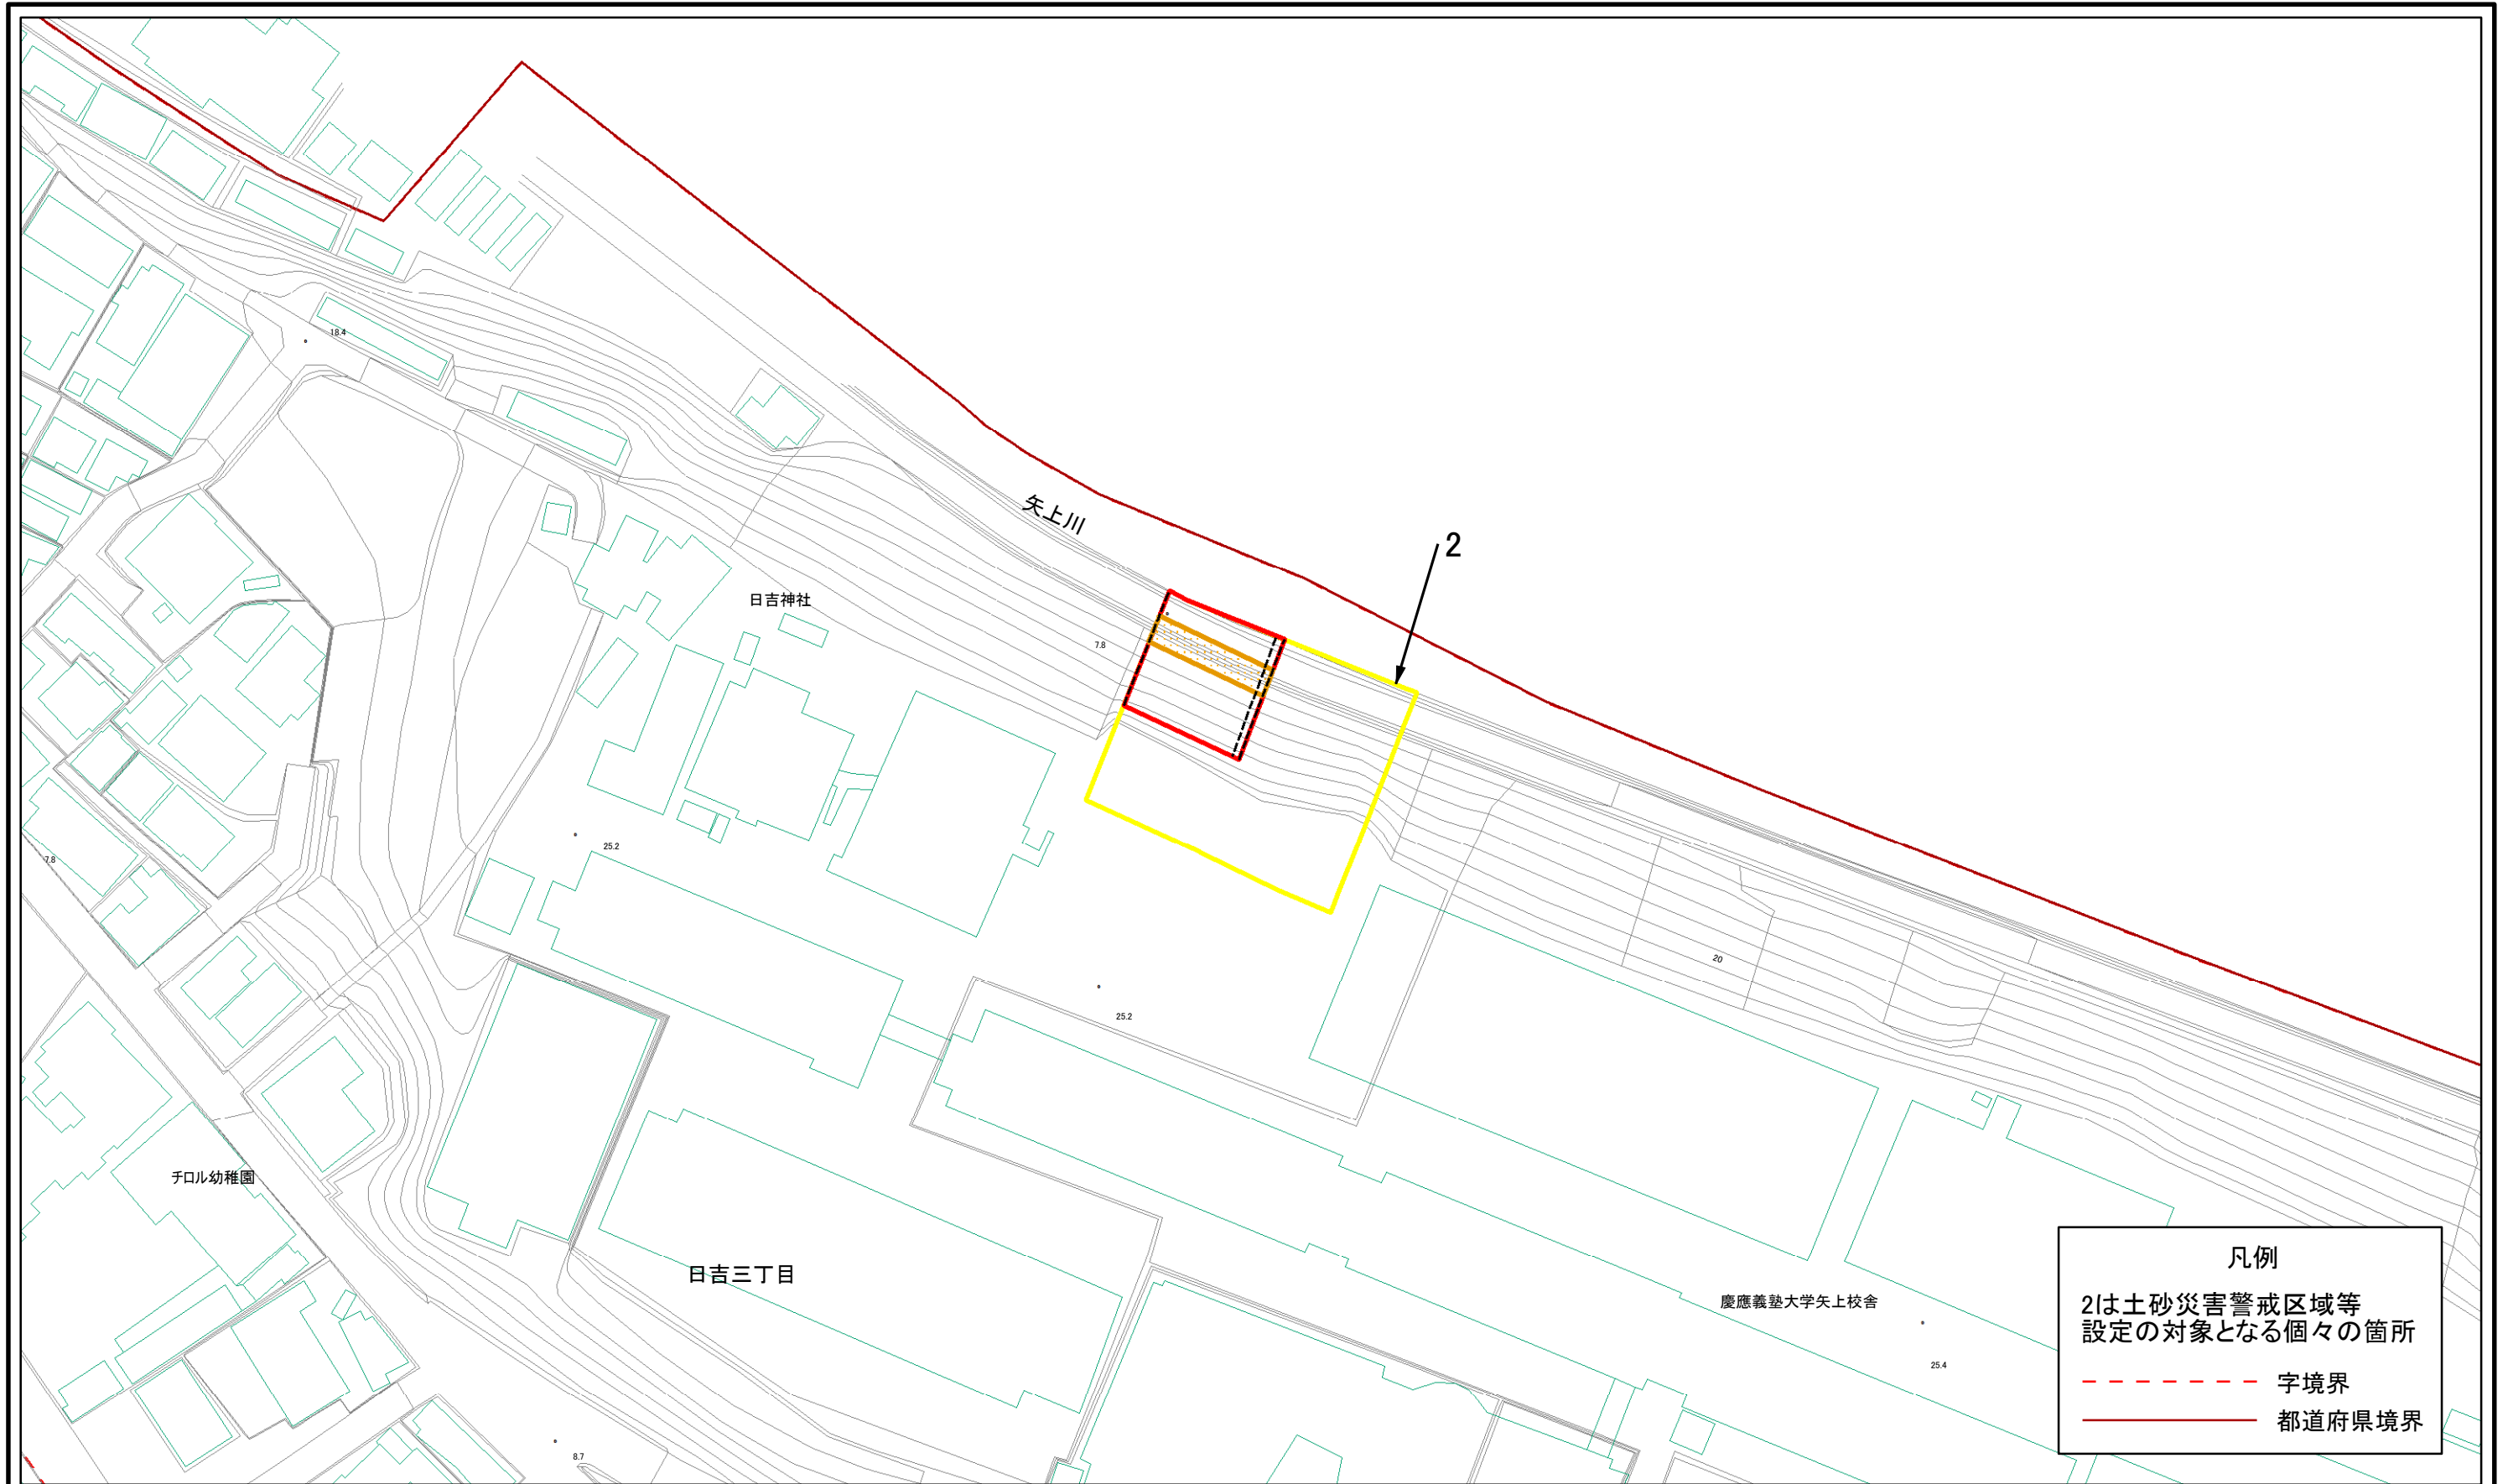 18.4
矢上川
2
日吉神社
7.8
25.2
7.8
20
25.2
チロル幼稚園
日吉三丁目
慶應義塾大学矢上校舎
25.4
8.7
凡例
2は土砂災害警戒区域等
設定の対象となる個々の箇所
字境界
都道府県境界